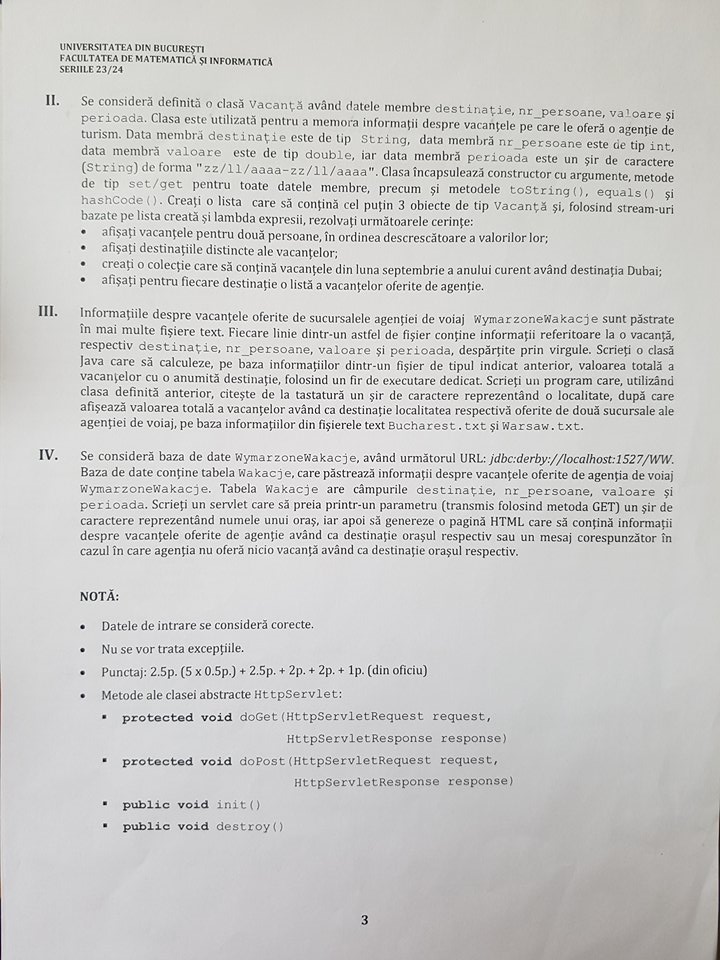 UNIVERSITATEA DIN BUCUREȘTI
FACULTATEA DE MATEMATICĂ ȘI INFORMATICĂ
SERIILE 23/24
II. Se consideră definită o clasă Vacanță având datele membre destinație, nr_persoane, valoare și
perioada. Clasa este utilizată pentru a memora informații despre vacanțele pe care le oferă o agenție de
turism. Data membră destinație este de tip String, data membră nr_persoane este de tip int,
data membră valoare este de tip double, iar data membră perioada este un șir de caractere
(String) de forma "zz/ll/aaaa-zz/ll/aaaa". Clasa încapsulează constructor cu argumente, metode
de tip set/get pentru toate datele membre, precum și metodele toString(), equals() și
hashCode(). Creați o lista care să conțină cel puțin 3 obiecte de tip Vacanță și, folosind stream-uri
bazate pe lista creată și lambda expresii, rezolvați următoarele cerințe:
• afișați vacanțele pentru două persoane, în ordinea descrescătoare a valorilor lor;
• afișați destinațiile distincte ale vacanțelor;
• creați o colecție care să conțină vacanțele din luna septembrie a anului curent având destinația Dubai;
• afișați pentru fiecare destinație o listă a vacanțelor oferite de agenție.
III. Informațiile despre vacanțele oferite de sucursalele agenției de voiaj WymarzoneWakacje sunt păstrate
în mai multe fișiere text. Fiecare linie dintr-un astfel de fișier conține informații referitoare la o vacanță,
respectiv destinație, nr_persoane, valoare și perioada, despărțite prin virgule. Scrieți o clasă
Java care să calculeze, pe baza informațiilor dintr-un fișier de tipul indicat anterior, valoarea totală a
vacanțelor cu o anumită destinație, folosind un fir de executare dedicat. Scrieți un program care, utilizând
clasa definită anterior, citește de la tastatură un șir de caractere reprezentând o localitate, după care
afișează valoarea totală a vacanțelor având ca destinație localitatea respectivă oferite de două sucursale ale
agenției de voiaj, pe baza informațiilor din fișierele text Bucharest.txt și Warsaw.txt.
IV. Se consideră baza de date WymarzoneWakacje, având următorul URL: jdbc:derby://localhost:1527/WW.
Baza de date conține tabela Wakacje, care păstrează informații despre vacanțele oferite de agenția de voiaj
WymarzoneWakacje. Tabela Wakacje are câmpurile destinație, nr_persoane, valoare și
perioada. Scrieți un servlet care să preia printr-un parametru (transmis folosind metoda GET) un șir de
caractere reprezentând numele unui oraș, iar apoi să genereze o pagină HTML care să conțină informații
despre vacanțele oferite de agenție având ca destinație orașul respectiv sau un mesaj corespunzător în
cazul în care agenția nu oferă nicio vacanță având ca destinație orașul respectiv.
NOTĂ:
• Datele de intrare se consideră corecte.
• Nu se vor trata excepțiile.
• Punctaj: 2.5p. (5 x 0.5p.) + 2.5p. + 2p. + 2p. + 1p. (din oficiu)
• Metode ale clasei abstracte HttpServlet:
▪ protected void doGet(HttpServletRequest request,
HttpServletResponse response)
▪ protected void doPost(HttpServletRequest request,
HttpServletResponse response)
▪ public void init()
▪ public void destroy()
3